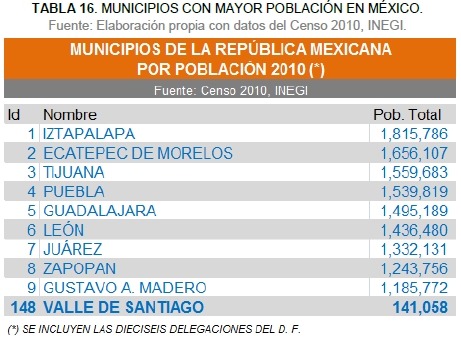 TABLA 16. MUNICIPIOS CON MAYOR POBLACIÓN EN MÉXICO.
Fuente: Elaboración propia con datos del Censo 2010, INEGI.
MUNICIPIOS DE LA REPÚBLICA MEXICANA
POR POBLACIÓN 2010 (*)
Fuente: Censo 2010, INEGI
Id Nombre Pob. Total
1 IZTAPALAPA 1,815,786
2 ECATEPEC DE MORELOS 1,656,107
3 TIJUANA 1,559,683
4 PUEBLA 1,539,819
5 GUADALAJARA 1,495,189
6 LEÓN 1,436,480
7 JUÁREZ 1,332,131
8 ZAPOPAN 1,243,756
9 GUSTAVO A. MADERO 1,185,772
148 VALLE DE SANTIAGO 141,058
(*) SE INCLUYEN LAS DIECISEIS DELEGACIONES DEL D. F.